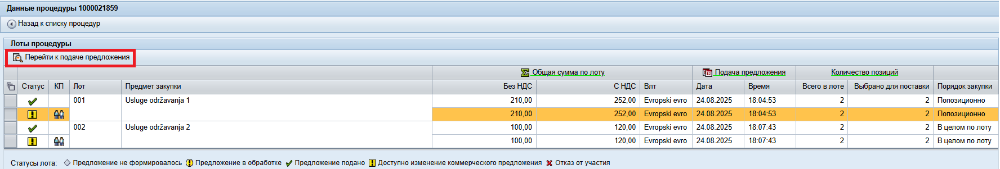 Данные процедуры 1000021859
Назад к списку процедур
Лоты процедуры
Перейти к подаче предложения
Общая сумма по лоту Подача предложения Количество позиций
Статус КП Лот Предмет закупки Без НДС С НДС Влт Дата Время Всего в лоте Выбрано для поставки Порядок закупки
001 Usluge održavanja 1 210,00 252,00 Evropski evro 24.08.2025 18:04:53 2 2 Попозиционно
210,00 252,00 Evropski evro 24.08.2025 18:04:53 2 2 Попозиционно
002 Usluge održavanja 2 100,00 120,00 Evropski evro 24.08.2025 18:07:43 2 2 В целом по лоту
100,00 120,00 Evropski evro 24.08.2025 18:07:43 2 2 В целом по лоту
Статусы лота: Предложение не формировалось Предложение в обработке Предложение подано Доступно изменение коммерческого предложения Отказ от участия